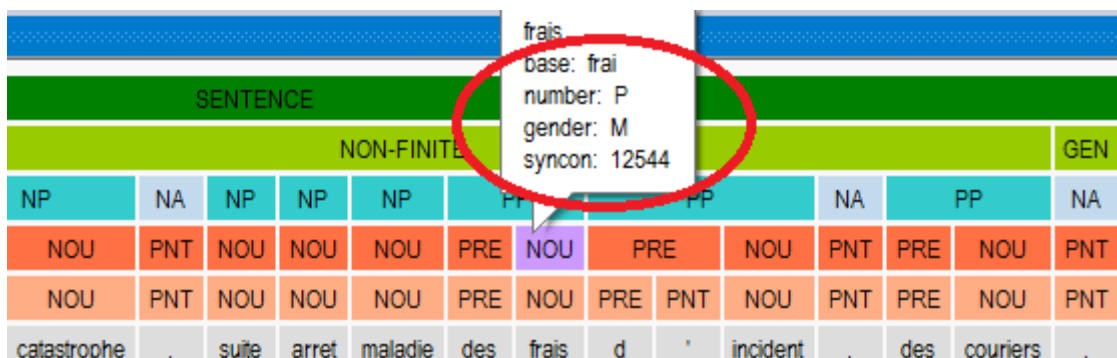 frais
base: frai
number: P
gender: M
syncon: 12544
SENTENCE
NON-FINITE GEN
NP NA NP NP NP PP PP NA PP NA
NOU PNT NOU NOU NOU PRE NOU PRE NOU PNT PRE NOU PNT
NOU PNT NOU NOU NOU PRE NOU PRE PNT NOU PNT PRE NOU PNT
catastrophe . suite arret maladie des frais d ' incident . des couriers .